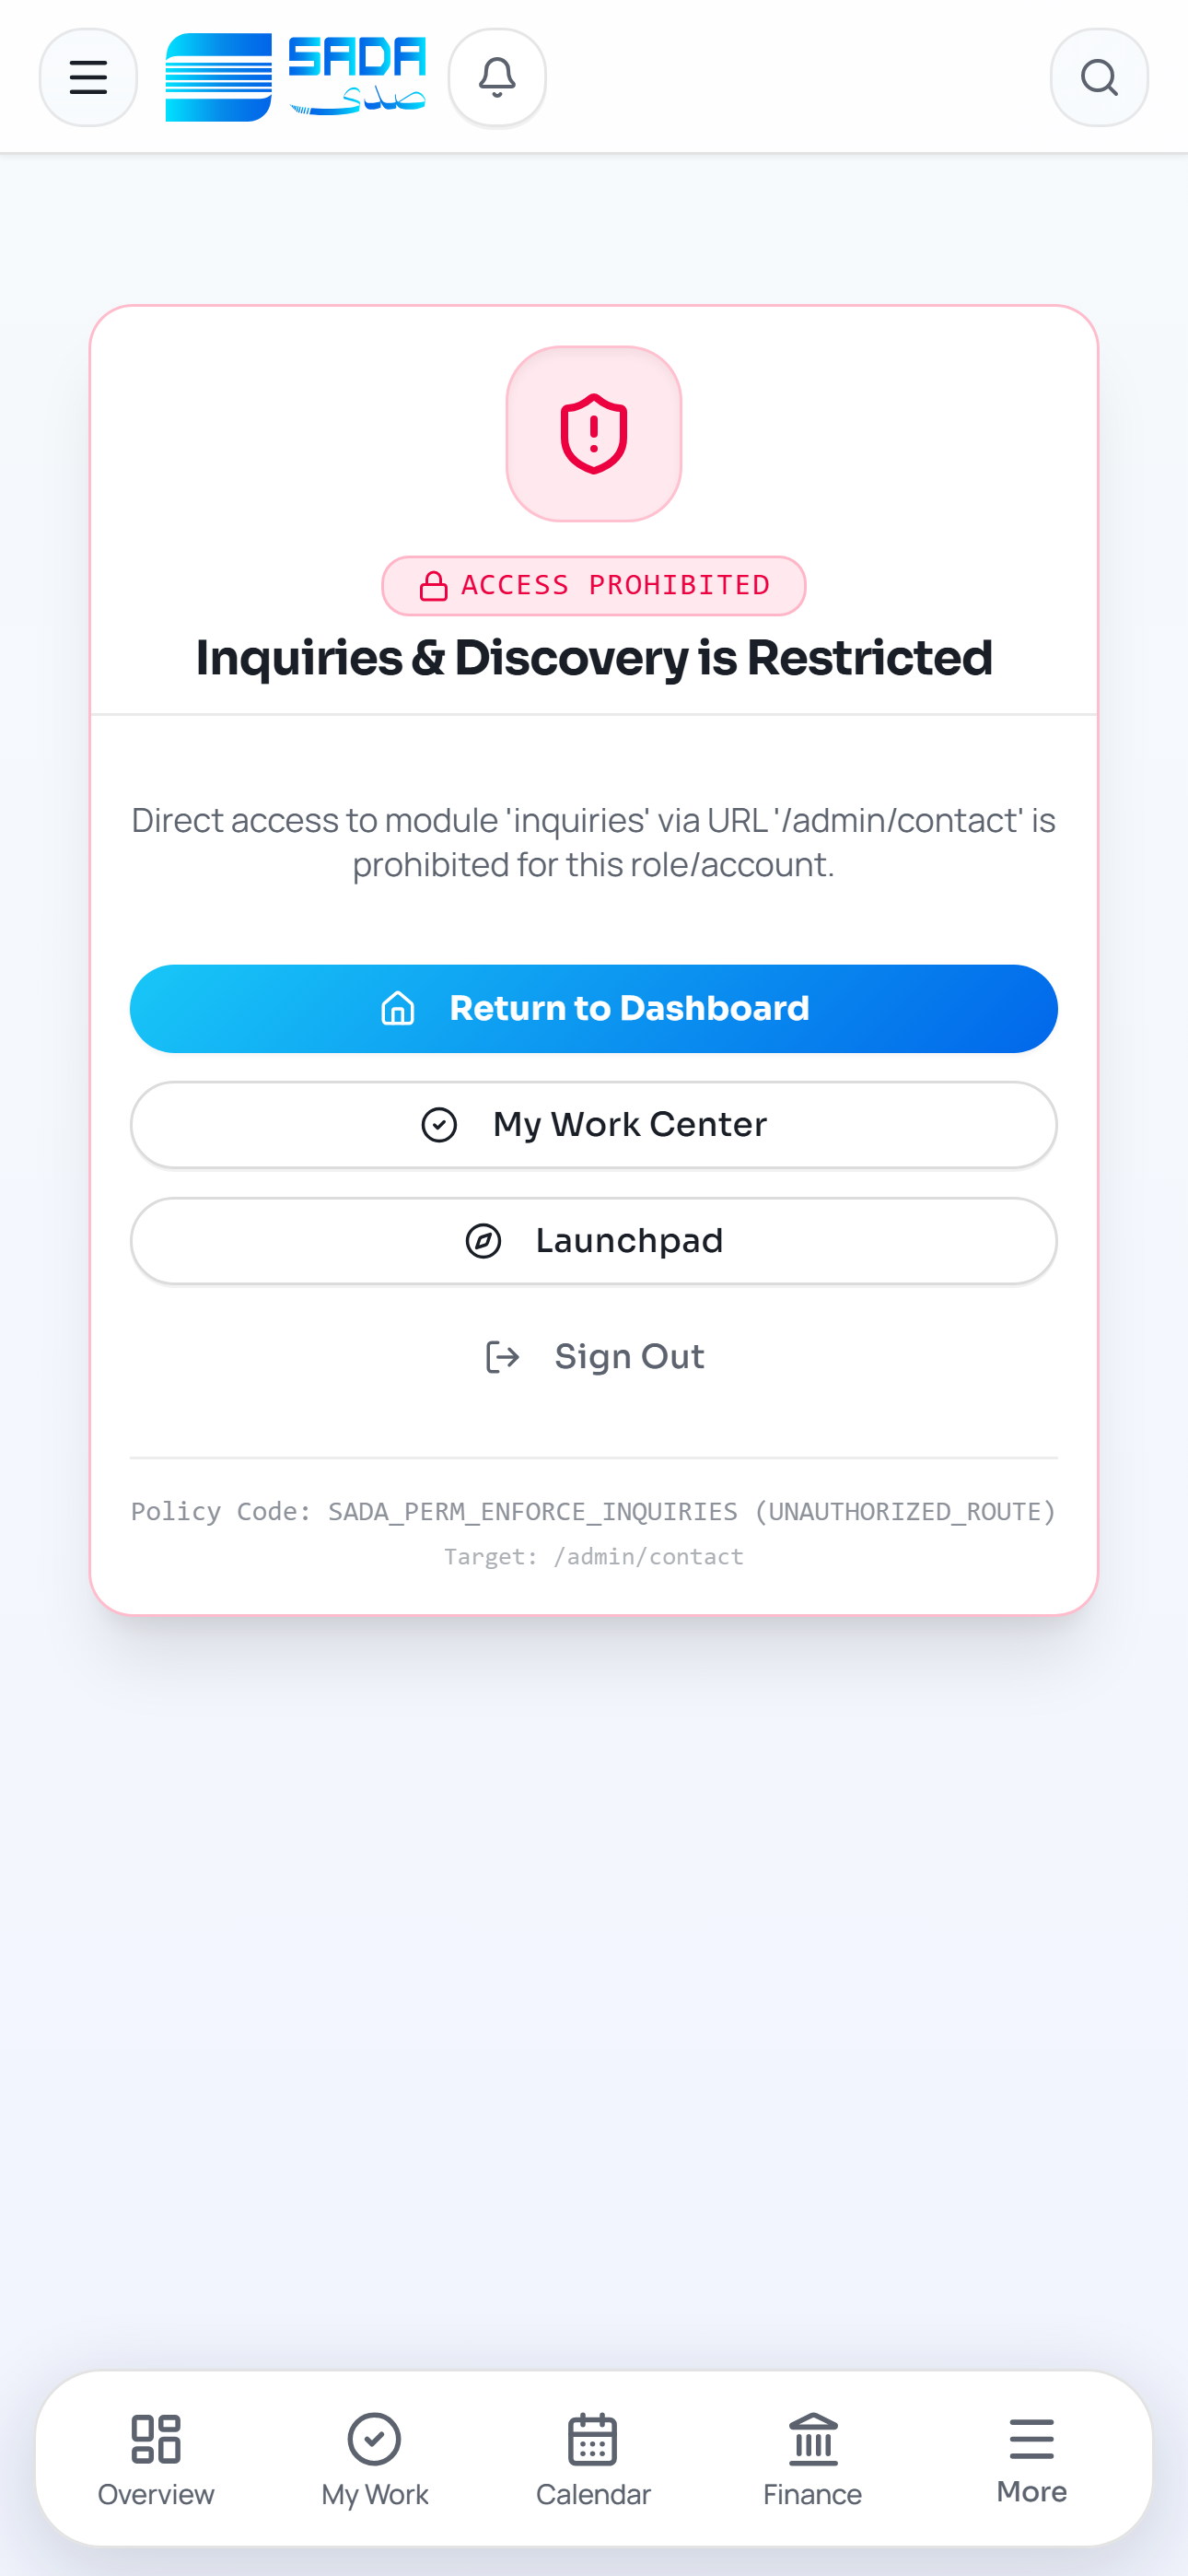 SADA
صدى
ACCESS PROHIBITED
Inquiries & Discovery is Restricted
Direct access to module 'inquiries' via URL '/admin/contact' is
prohibited for this role/account.
Return to Dashboard
My Work Center
Launchpad
Sign Out
Policy Code: SADA_PERM_ENFORCE_INQUIRIES (UNAUTHORIZED_ROUTE)
Target: /admin/contact
Overview
My Work
Calendar
Finance
More